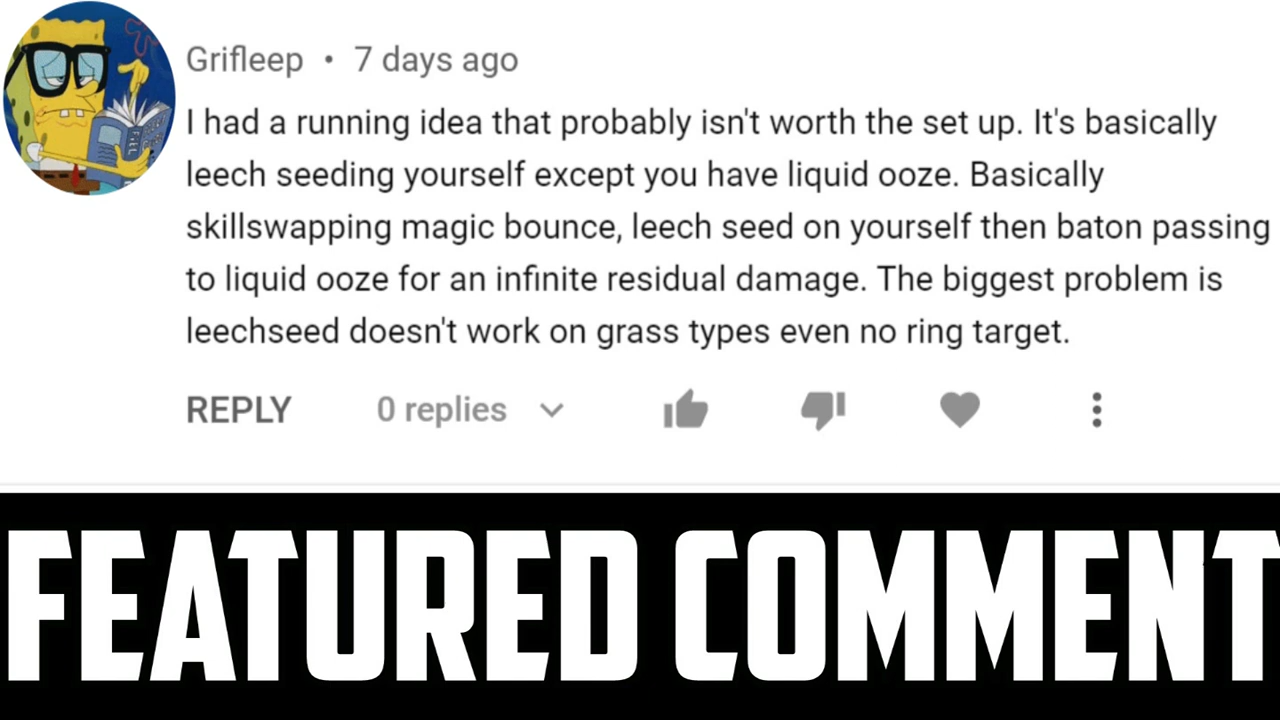 Grifleep • 7 days ago
I had a running idea that probably isn't worth the set up. It's basically
leech seeding yourself except you have liquid ooze. Basically
skillswapping magic bounce, leech seed on yourself then baton passing
to liquid ooze for an infinite residual damage. The biggest problem is
leechseed doesn't work on grass types even no ring target.
REPLY 0 replies
FEATURED COMMENT